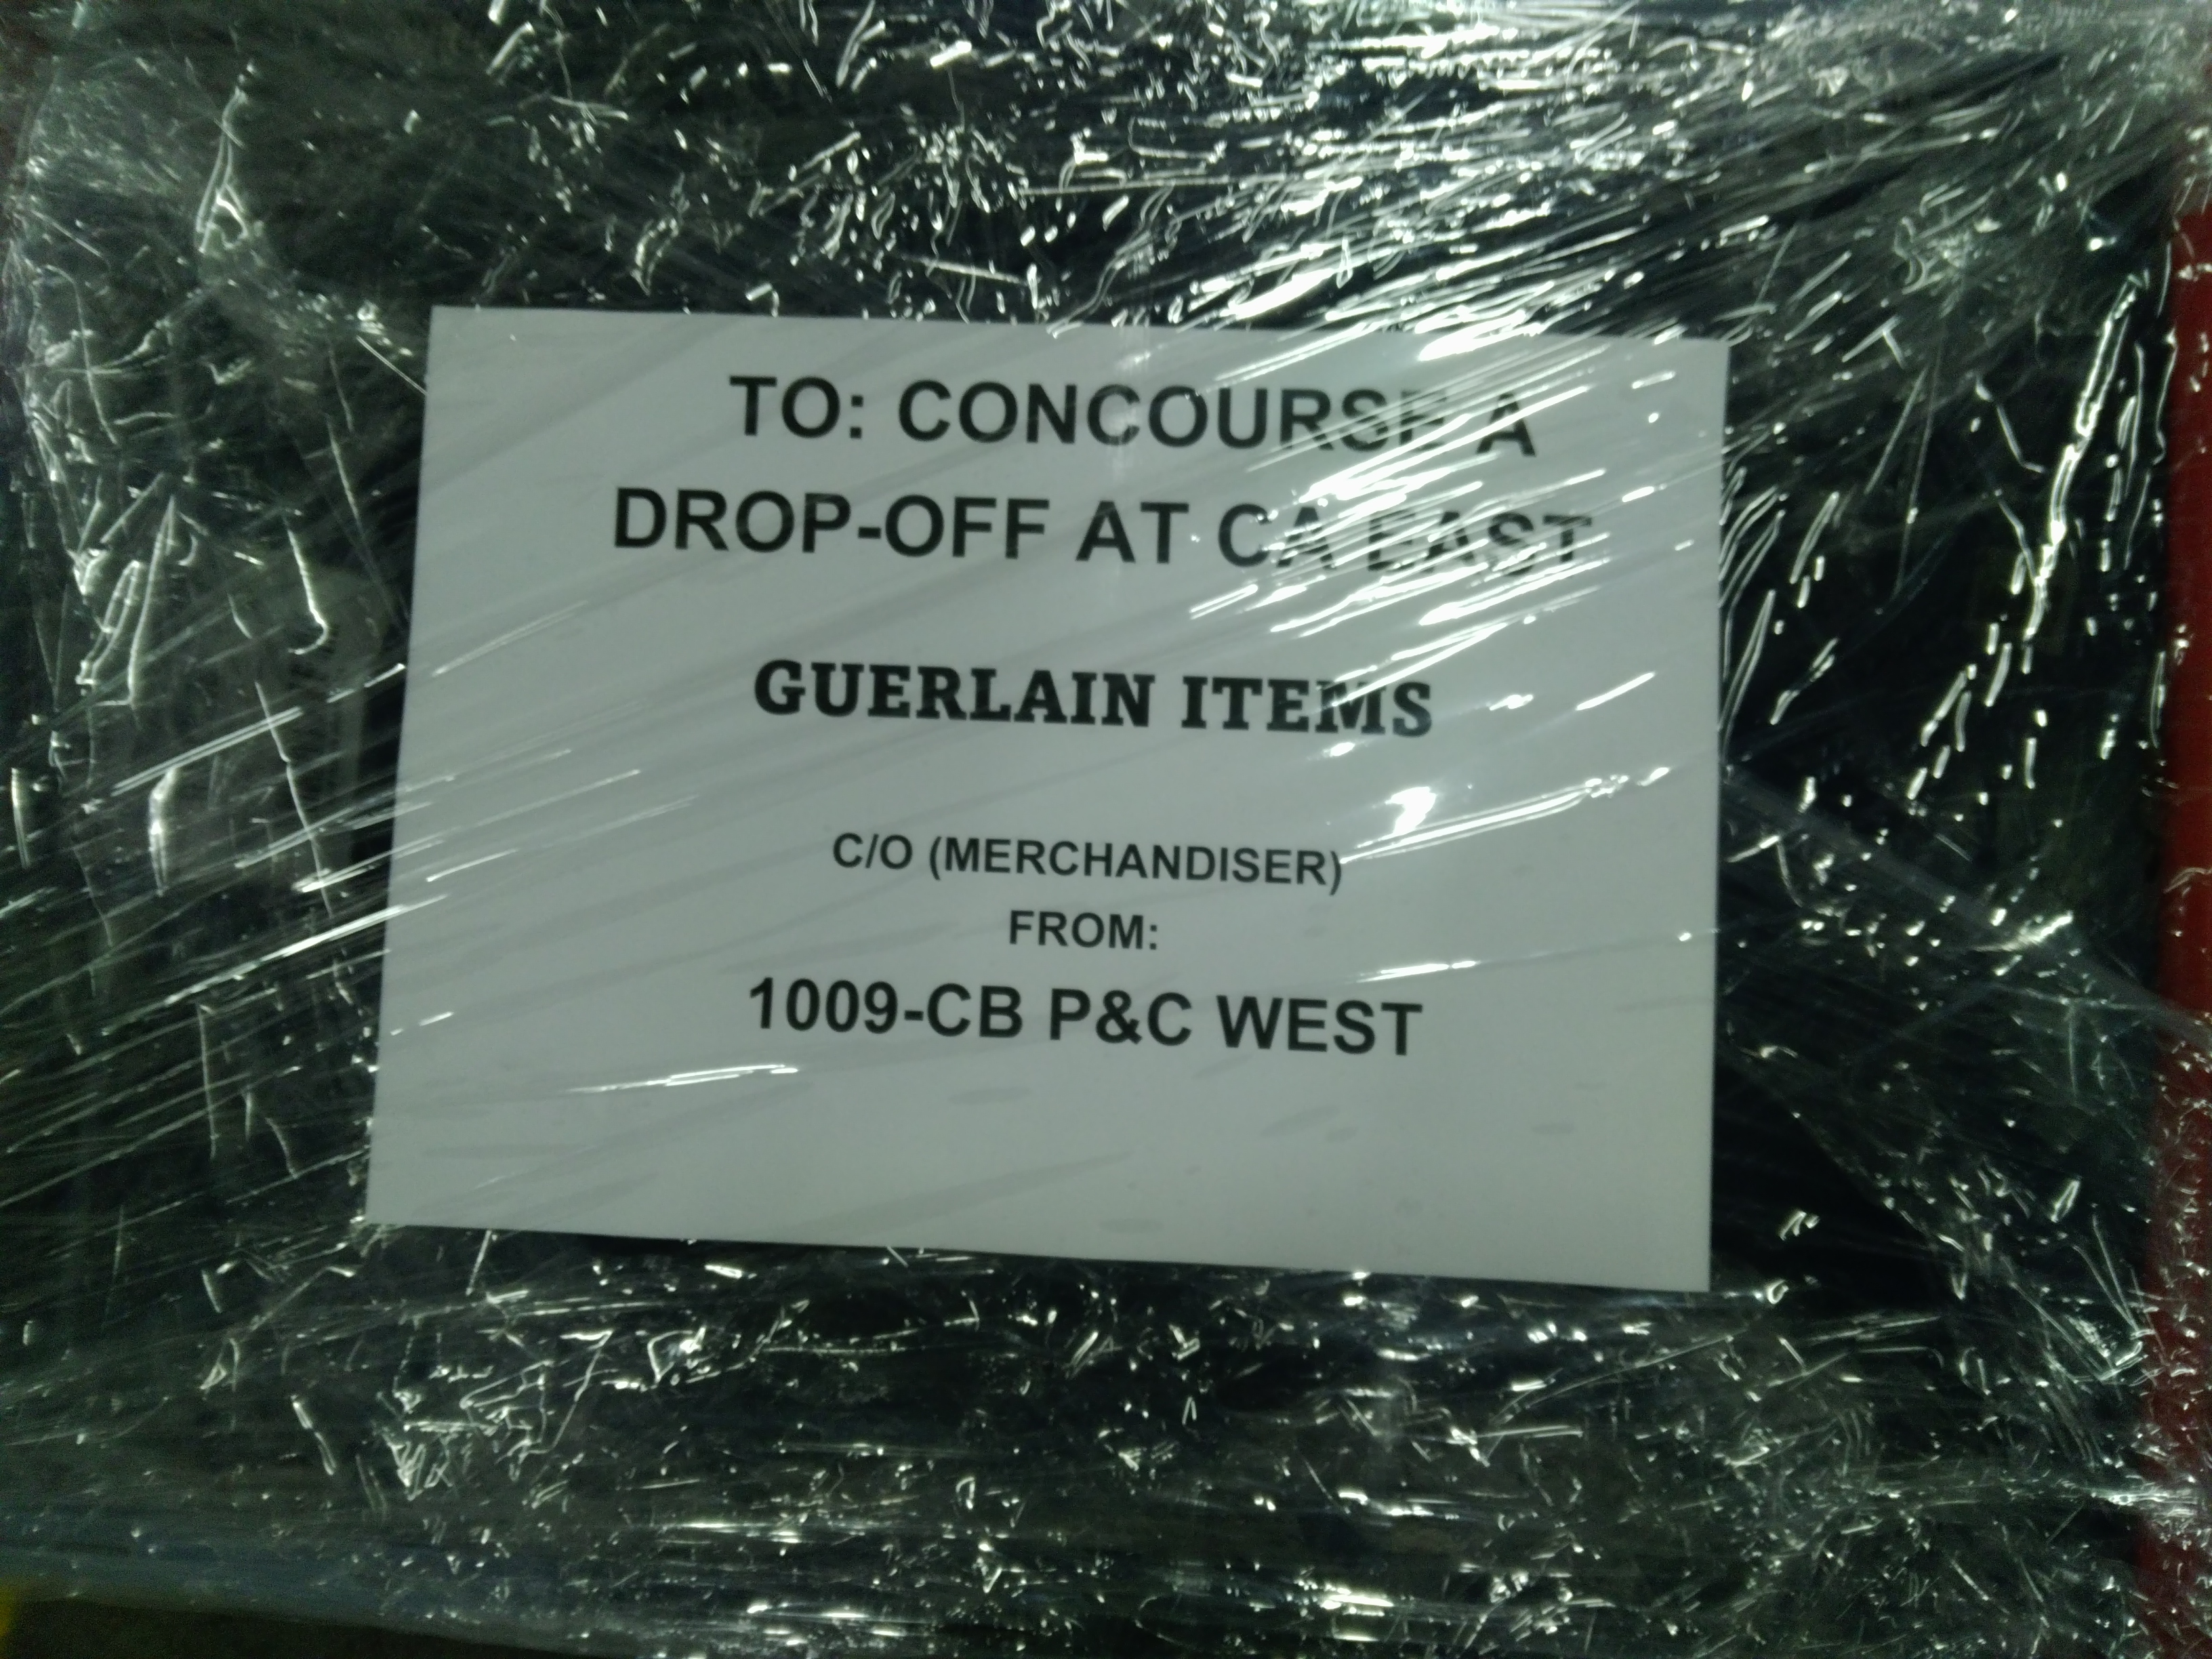 TO: CONCOURSE A
DROP-OFF AT CA EAST
GUERLAIN ITEMS
C/O (MERCHANDISER)
FROM:
1009-CB P&C WEST